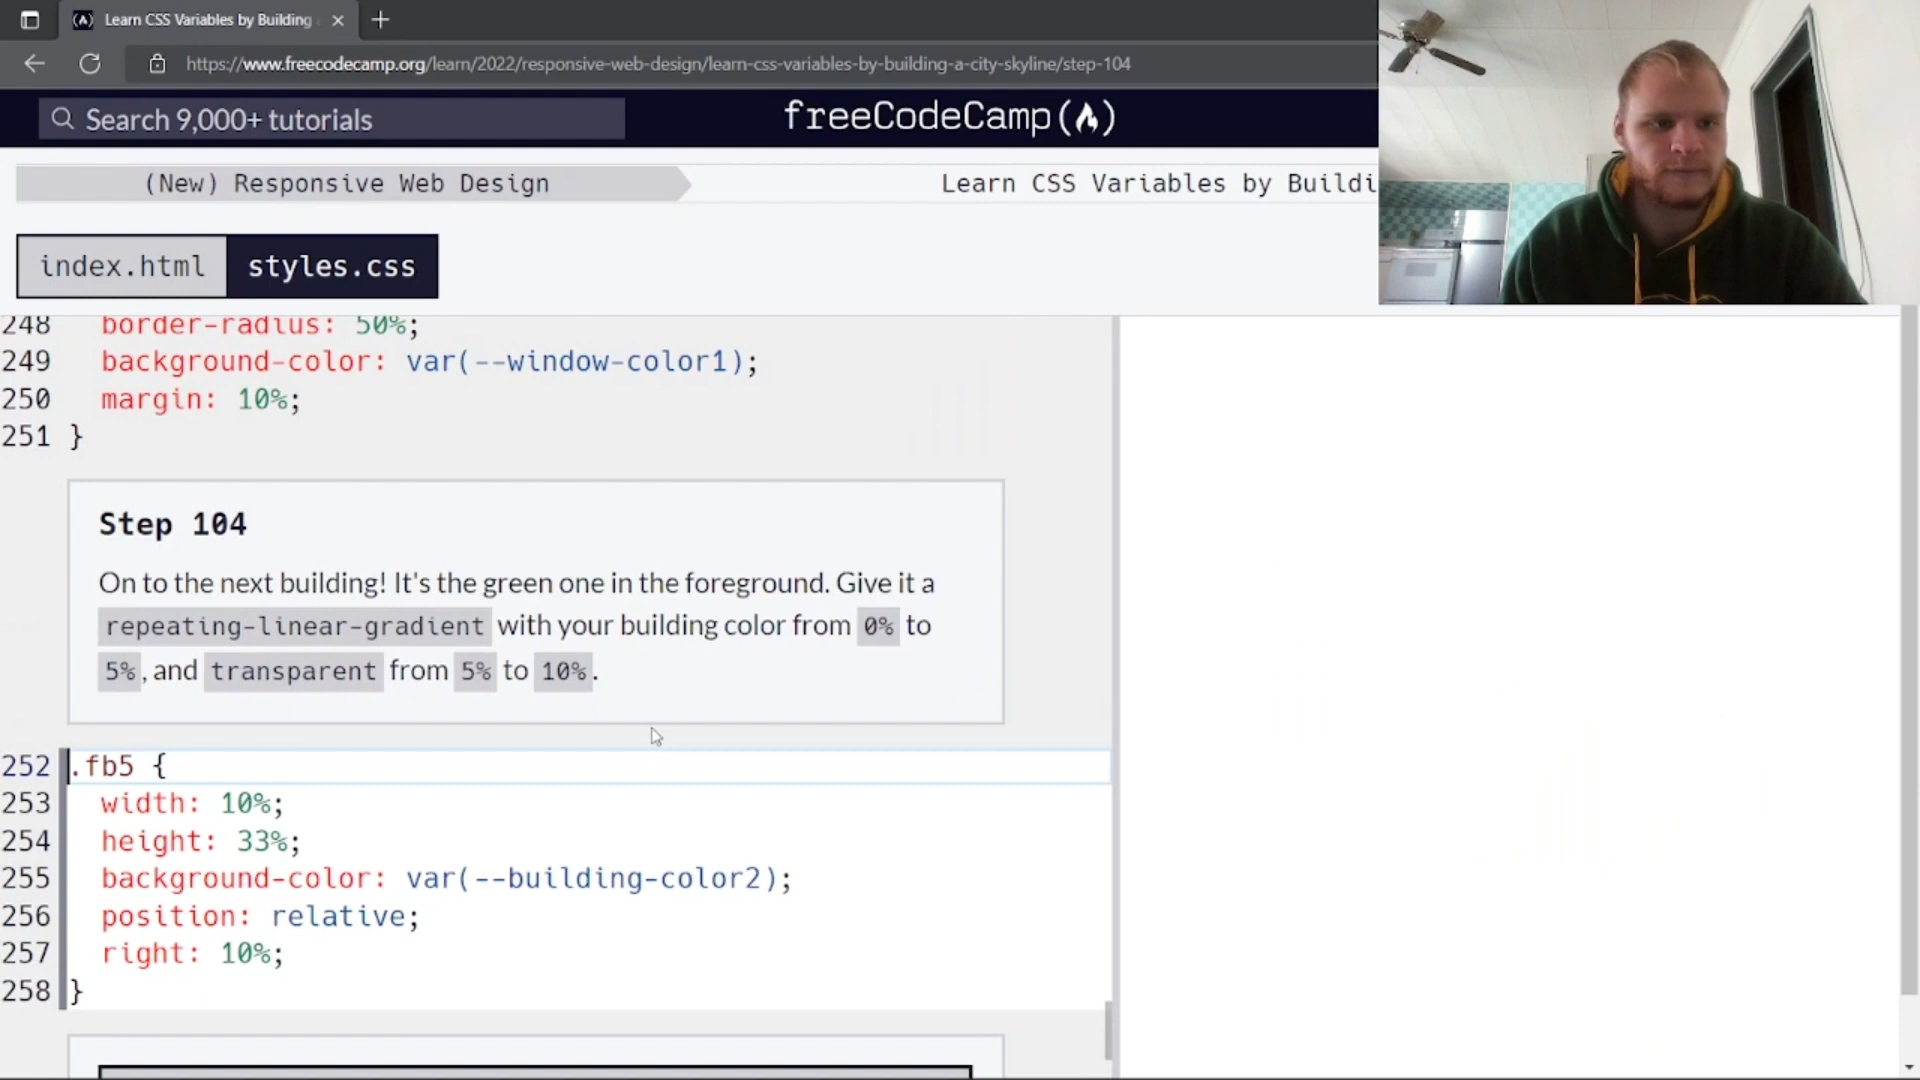 Learn CSS Variables by Building
https://www.freecodecamp.org/learn/2022/responsive-web-design/learn-css-variables-by-building-a-city-skyline/step-104
Search 9,000+ tutorials
freeCodeCamp(🔥)
(New) Responsive Web Design
Learn CSS Variables by Buildi
index.html
styles.css
248 border-radius: 50%;
249 background-color: var(--window-color1);
250 margin: 10%;
251 }
Step 104
On to the next building! It's the green one in the foreground. Give it a
repeating-linear-gradient with your building color from 0% to
5%, and transparent from 5% to 10%.
252 .fb5 {
253 width: 10%;
254 height: 33%;
255 background-color: var(--building-color2);
256 position: relative;
257 right: 10%;
258 }